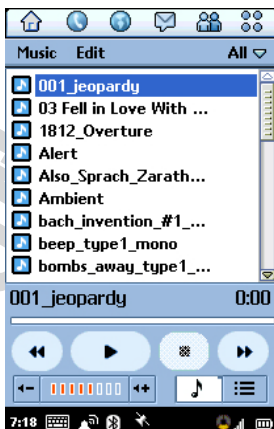 Music Edit All
001_jeopardy
03 Fell in Love With ...
1812_Overture
Alert
Also_Sprach_Zarath...
Ambient
bach_invention_#1_...
beep_type1_mono
bombs_away_type1_...
001_jeopardy 0:00
7:18